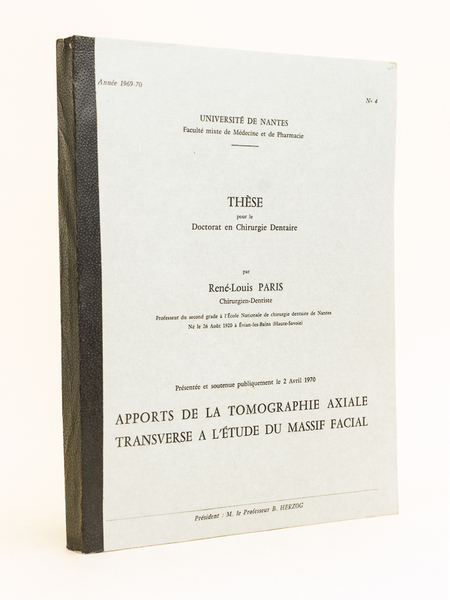 Année 1969-70
N° 4
UNIVERSITÉ DE NANTES
Faculté mixte de Médecine et de Pharmacie
THÈSE
pour le
Doctorat en Chirurgie Dentaire
par
René-Louis PARIS
Chirurgien-Dentiste
Professeur du second grade à l'École Nationale de chirurgie dentaire de Nantes
Né le 26 Août 1920 à Évian-les-Bains (Haute-Savoie)
Présentée et soutenue publiquement le 2 Avril 1970
APPORTS DE LA TOMOGRAPHIE AXIALE
TRANSVERSE A L'ÉTUDE DU MASSIF FACIAL
Président : M. le Professeur B. HERZOG